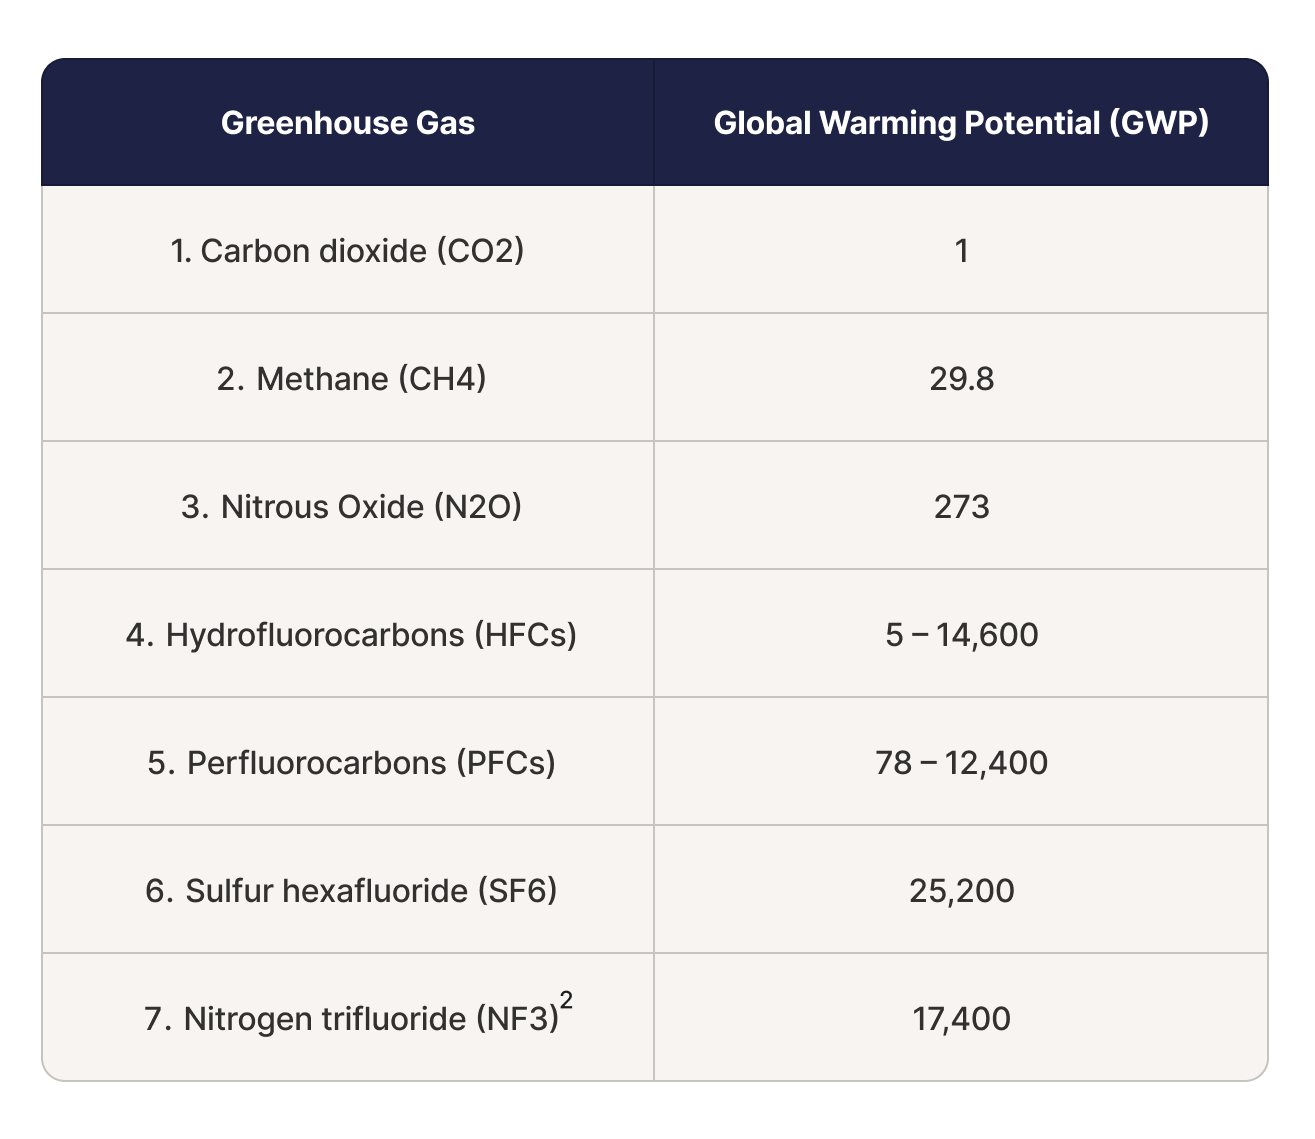 Greenhouse Gas Global Warming Potential (GWP)
1. Carbon dioxide (CO2) 1
2. Methane (CH4) 29.8
3. Nitrous Oxide (N2O) 273
4. Hydrofluorocarbons (HFCs) 5 – 14,600
5. Perfluorocarbons (PFCs) 78 – 12,400
6. Sulfur hexafluoride (SF6) 25,200
7. Nitrogen trifluoride (NF3)² 17,400